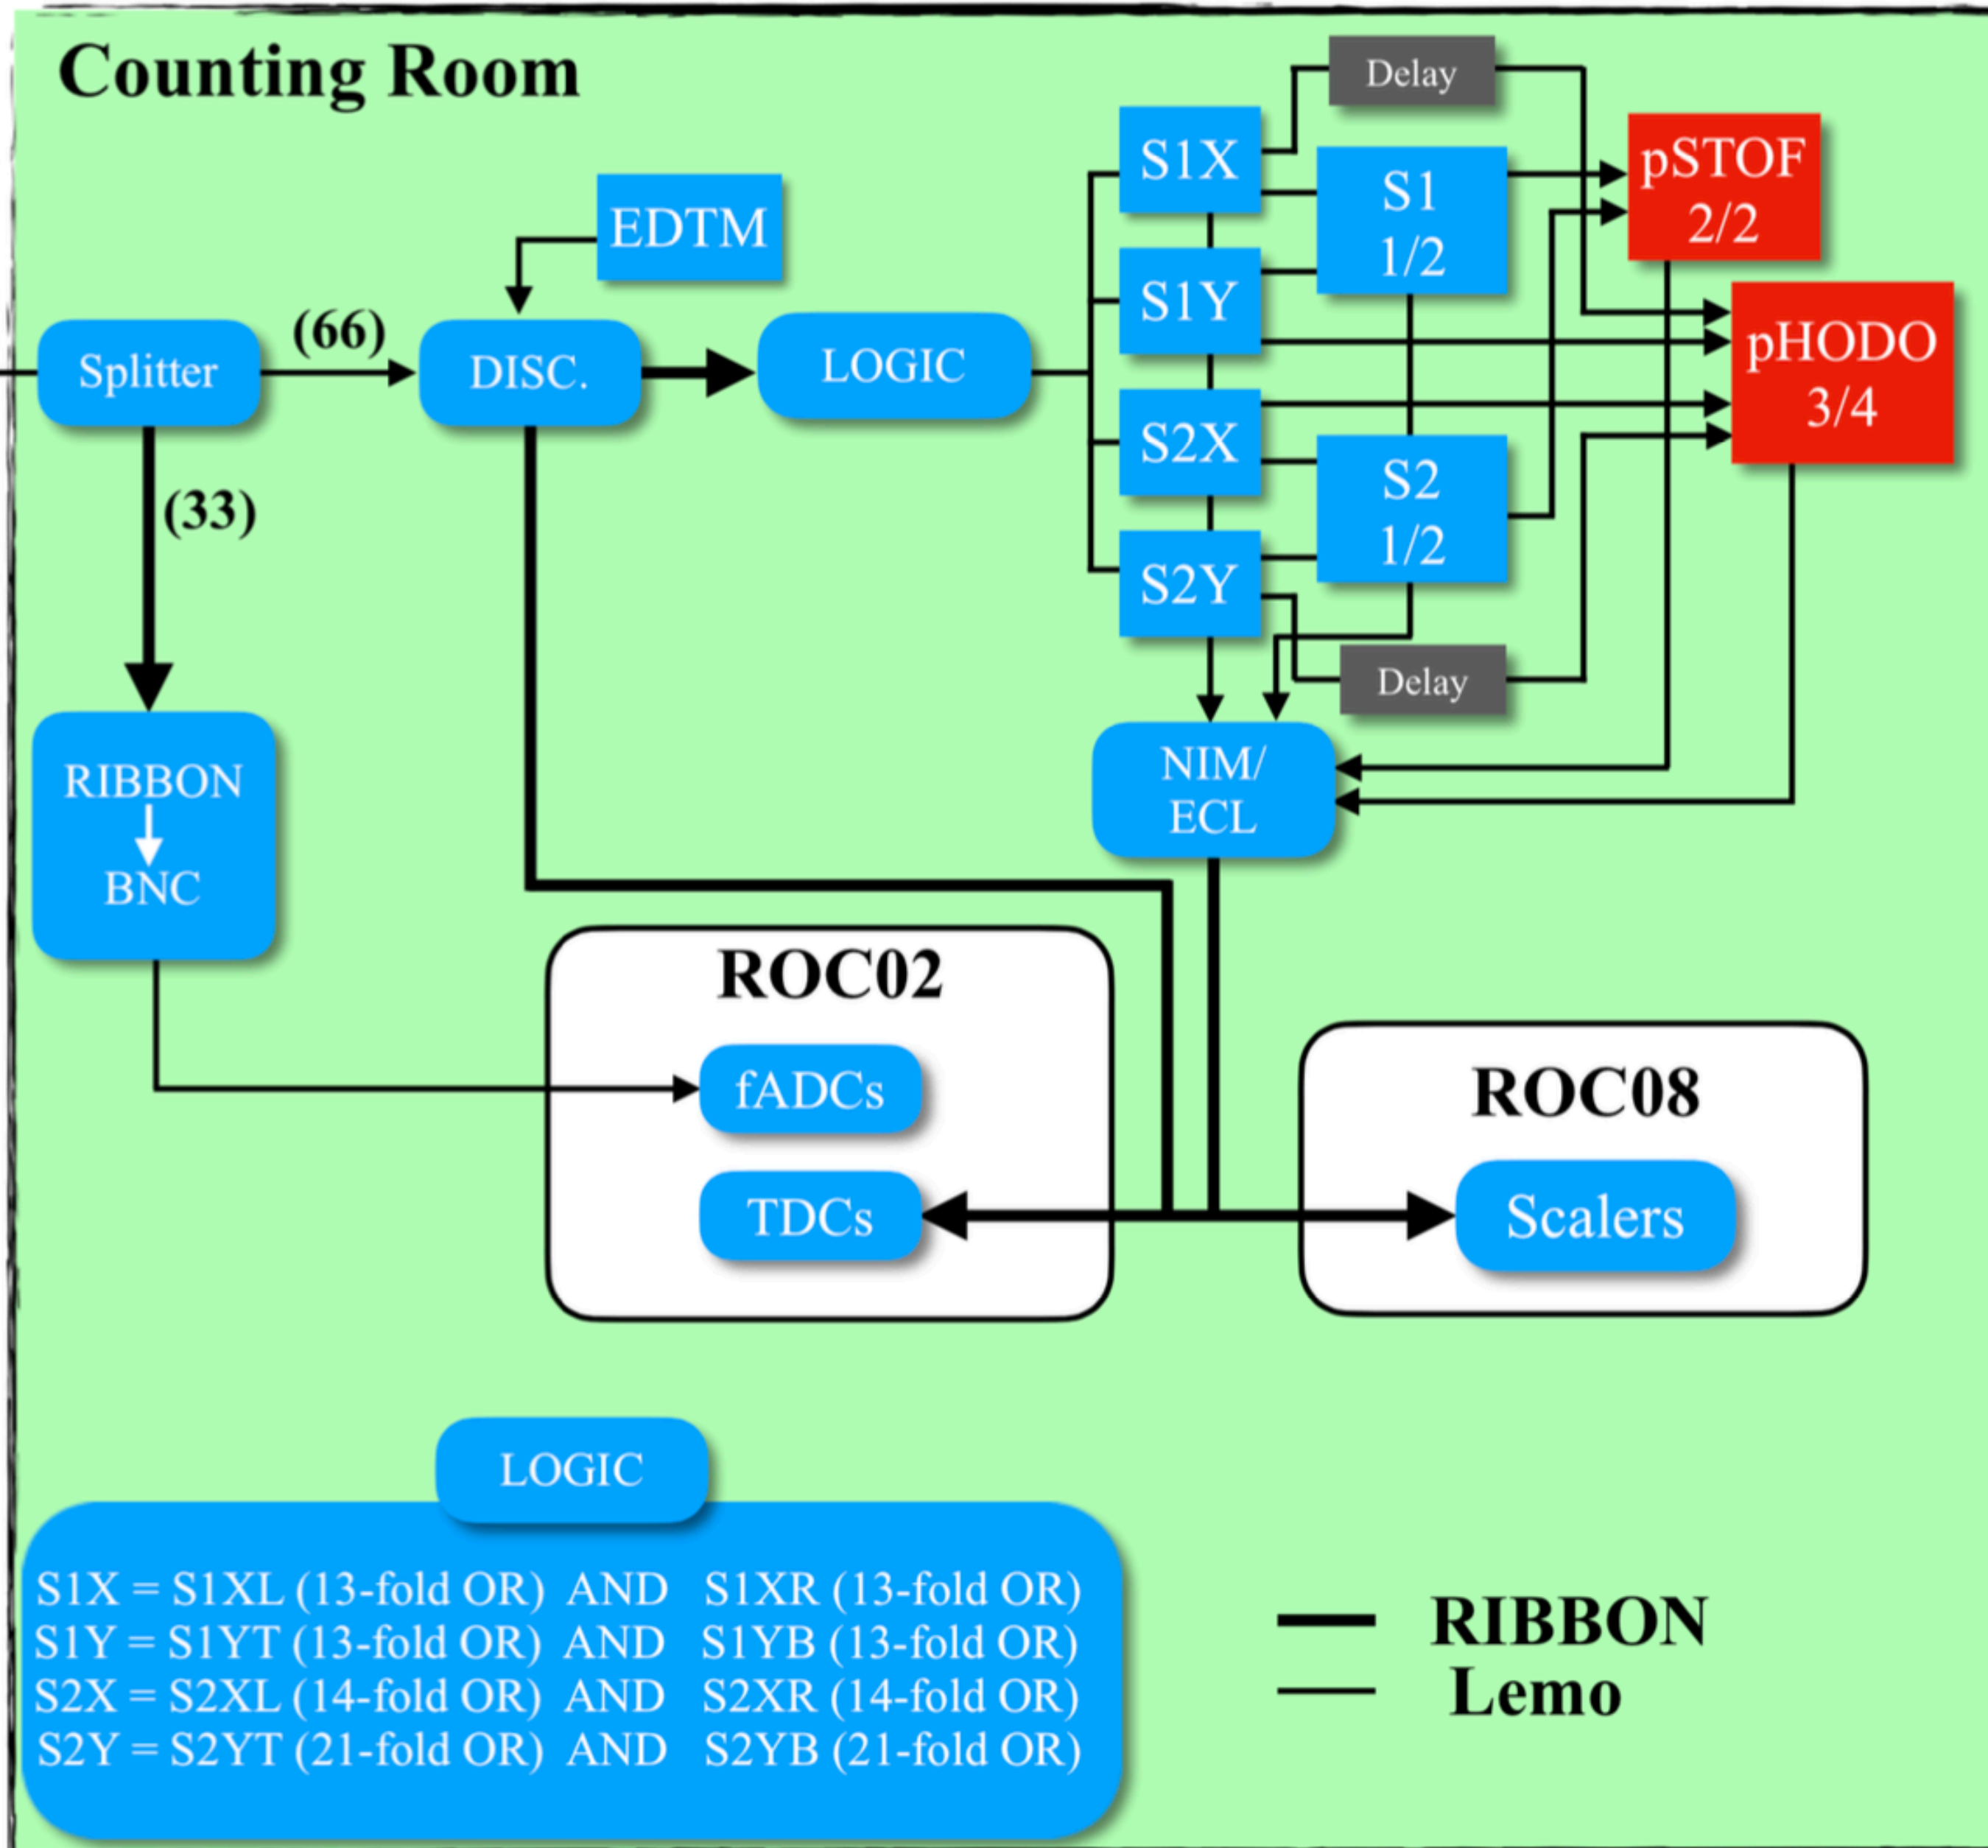 Counting Room
Delay
S1X
pSTOF
2/2
S1
1/2
EDTM
S1Y
pHODO
3/4
(66)
Splitter
DISC.
LOGIC
S2X
S2
1/2
(33)
S2Y
Delay
RIBBON
BNC
NIM/
ECL
ROC02
fADCs
TDCs
ROC08
Scalers
LOGIC
S1X = S1XL (13-fold OR) AND S1XR (13-fold OR)
S1Y = S1YT (13-fold OR) AND S1YB (13-fold OR)
S2X = S2XL (14-fold OR) AND S2XR (14-fold OR)
S2Y = S2YT (21-fold OR) AND S2YB (21-fold OR)
RIBBON
Lemo